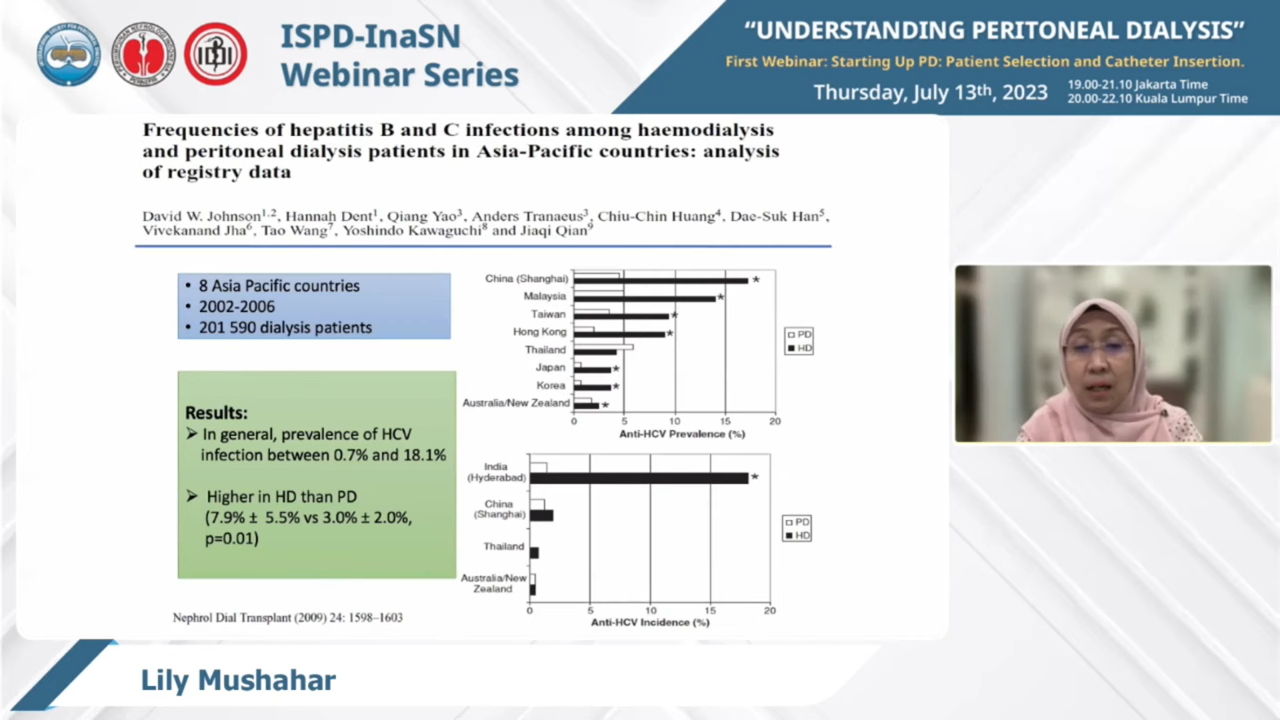 ISPD-InaSN
Webinar Series
“UNDERSTANDING PERITONEAL DIALYSIS”
First Webinar: Starting Up PD: Patient Selection and Catheter Insertion.
Thursday, July 13th, 2023
19.00-21.10 Jakarta Time
20.00-22.10 Kuala Lumpur Time
Frequencies of hepatitis B and C infections among haemodialysis
and peritoneal dialysis patients in Asia-Pacific countries: analysis
of registry data
David W. Johnson1,2, Hannah Dent1, Qiang Yao3, Anders Tranaeus3, Chiu-Chin Huang4, Dae-Suk Han5,
Vivekanand Jha6, Tao Wang7, Yoshindo Kawaguchi8 and Jiaqi Qian9
• 8 Asia Pacific countries
• 2002-2006
• 201 590 dialysis patients
Results:
➢ In general, prevalence of HCV
infection between 0.7% and 18.1%
➢ Higher in HD than PD
(7.9% ± 5.5% vs 3.0% ± 2.0%,
p=0.01)
China (Shanghai) *
Malaysia *
Taiwan *
Hong Kong *
Thailand
Japan *
Korea *
Australia/New Zealand *
0 5 10 15 20
Anti-HCV Prevalence (%)
PD
HD
India
(Hyderabad) *
China
(Shanghai)
Thailand
Australia/New
Zealand
0 5 10 15 20
Anti-HCV Incidence (%)
PD
HD
Nephrol Dial Transplant (2009) 24: 1598–1603
Lily Mushahar